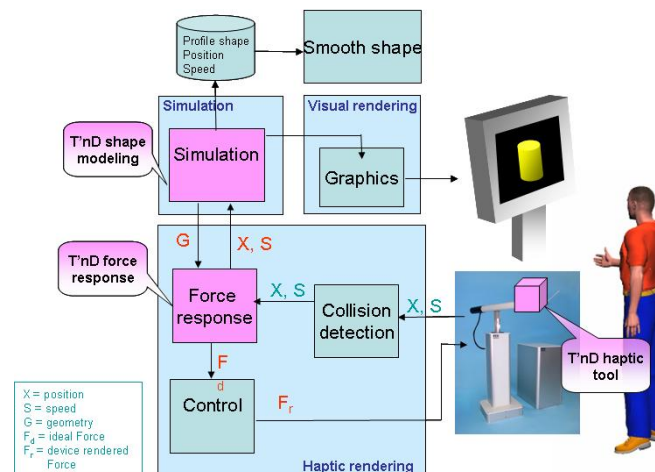 Profile shape
Position
Speed
Smooth shape
Simulation
Visual rendering
T'nD shape
modeling
Simulation
Graphics
G
X, S
T'nD force
response
Force
response
X, S
Collision
detection
X, S
T'nD haptic
tool
F
d
Control
Fr
X = position
S = speed
G = geometry
Fd = ideal Force
Fr = device rendered
Force
Haptic rendering